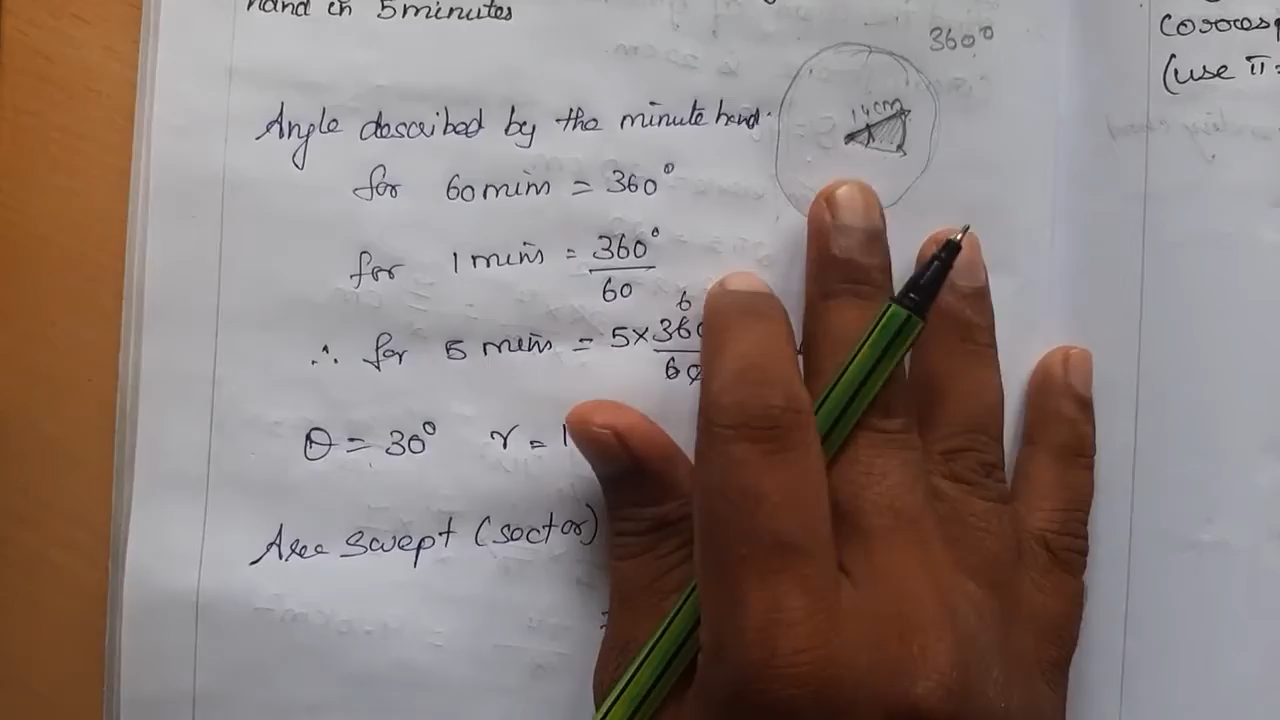 hand in 5 minutes
360°
Angle described by the minute hand.
14cm
for 60 min = 360°
for 1 min = 360°
60
6
∴ for 5 min = 5×360
60
θ = 30° r = 1
Area swept (sector)
(use π =